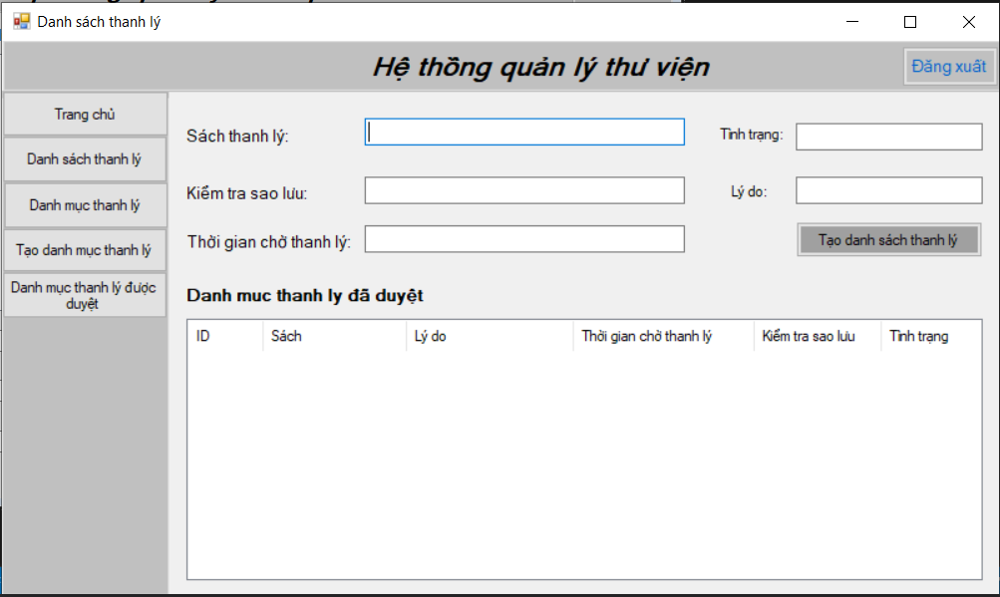 Danh sách thanh lý
Hệ thống quản lý thư viện
Đăng xuất
Trang chủ
Danh sách thanh lý
Danh mục thanh lý
Tạo danh mục thanh lý
Danh mục thanh lý được
duyệt
Sách thanh lý:
Tình trạng:
Kiểm tra sao lưu:
Lý do:
Thời gian chờ thanh lý:
Tạo danh sách thanh lý
Danh muc thanh ly đã duyệt
ID Sách Lý do Thời gian chờ thanh lý Kiểm tra sao lưu Tình trạng